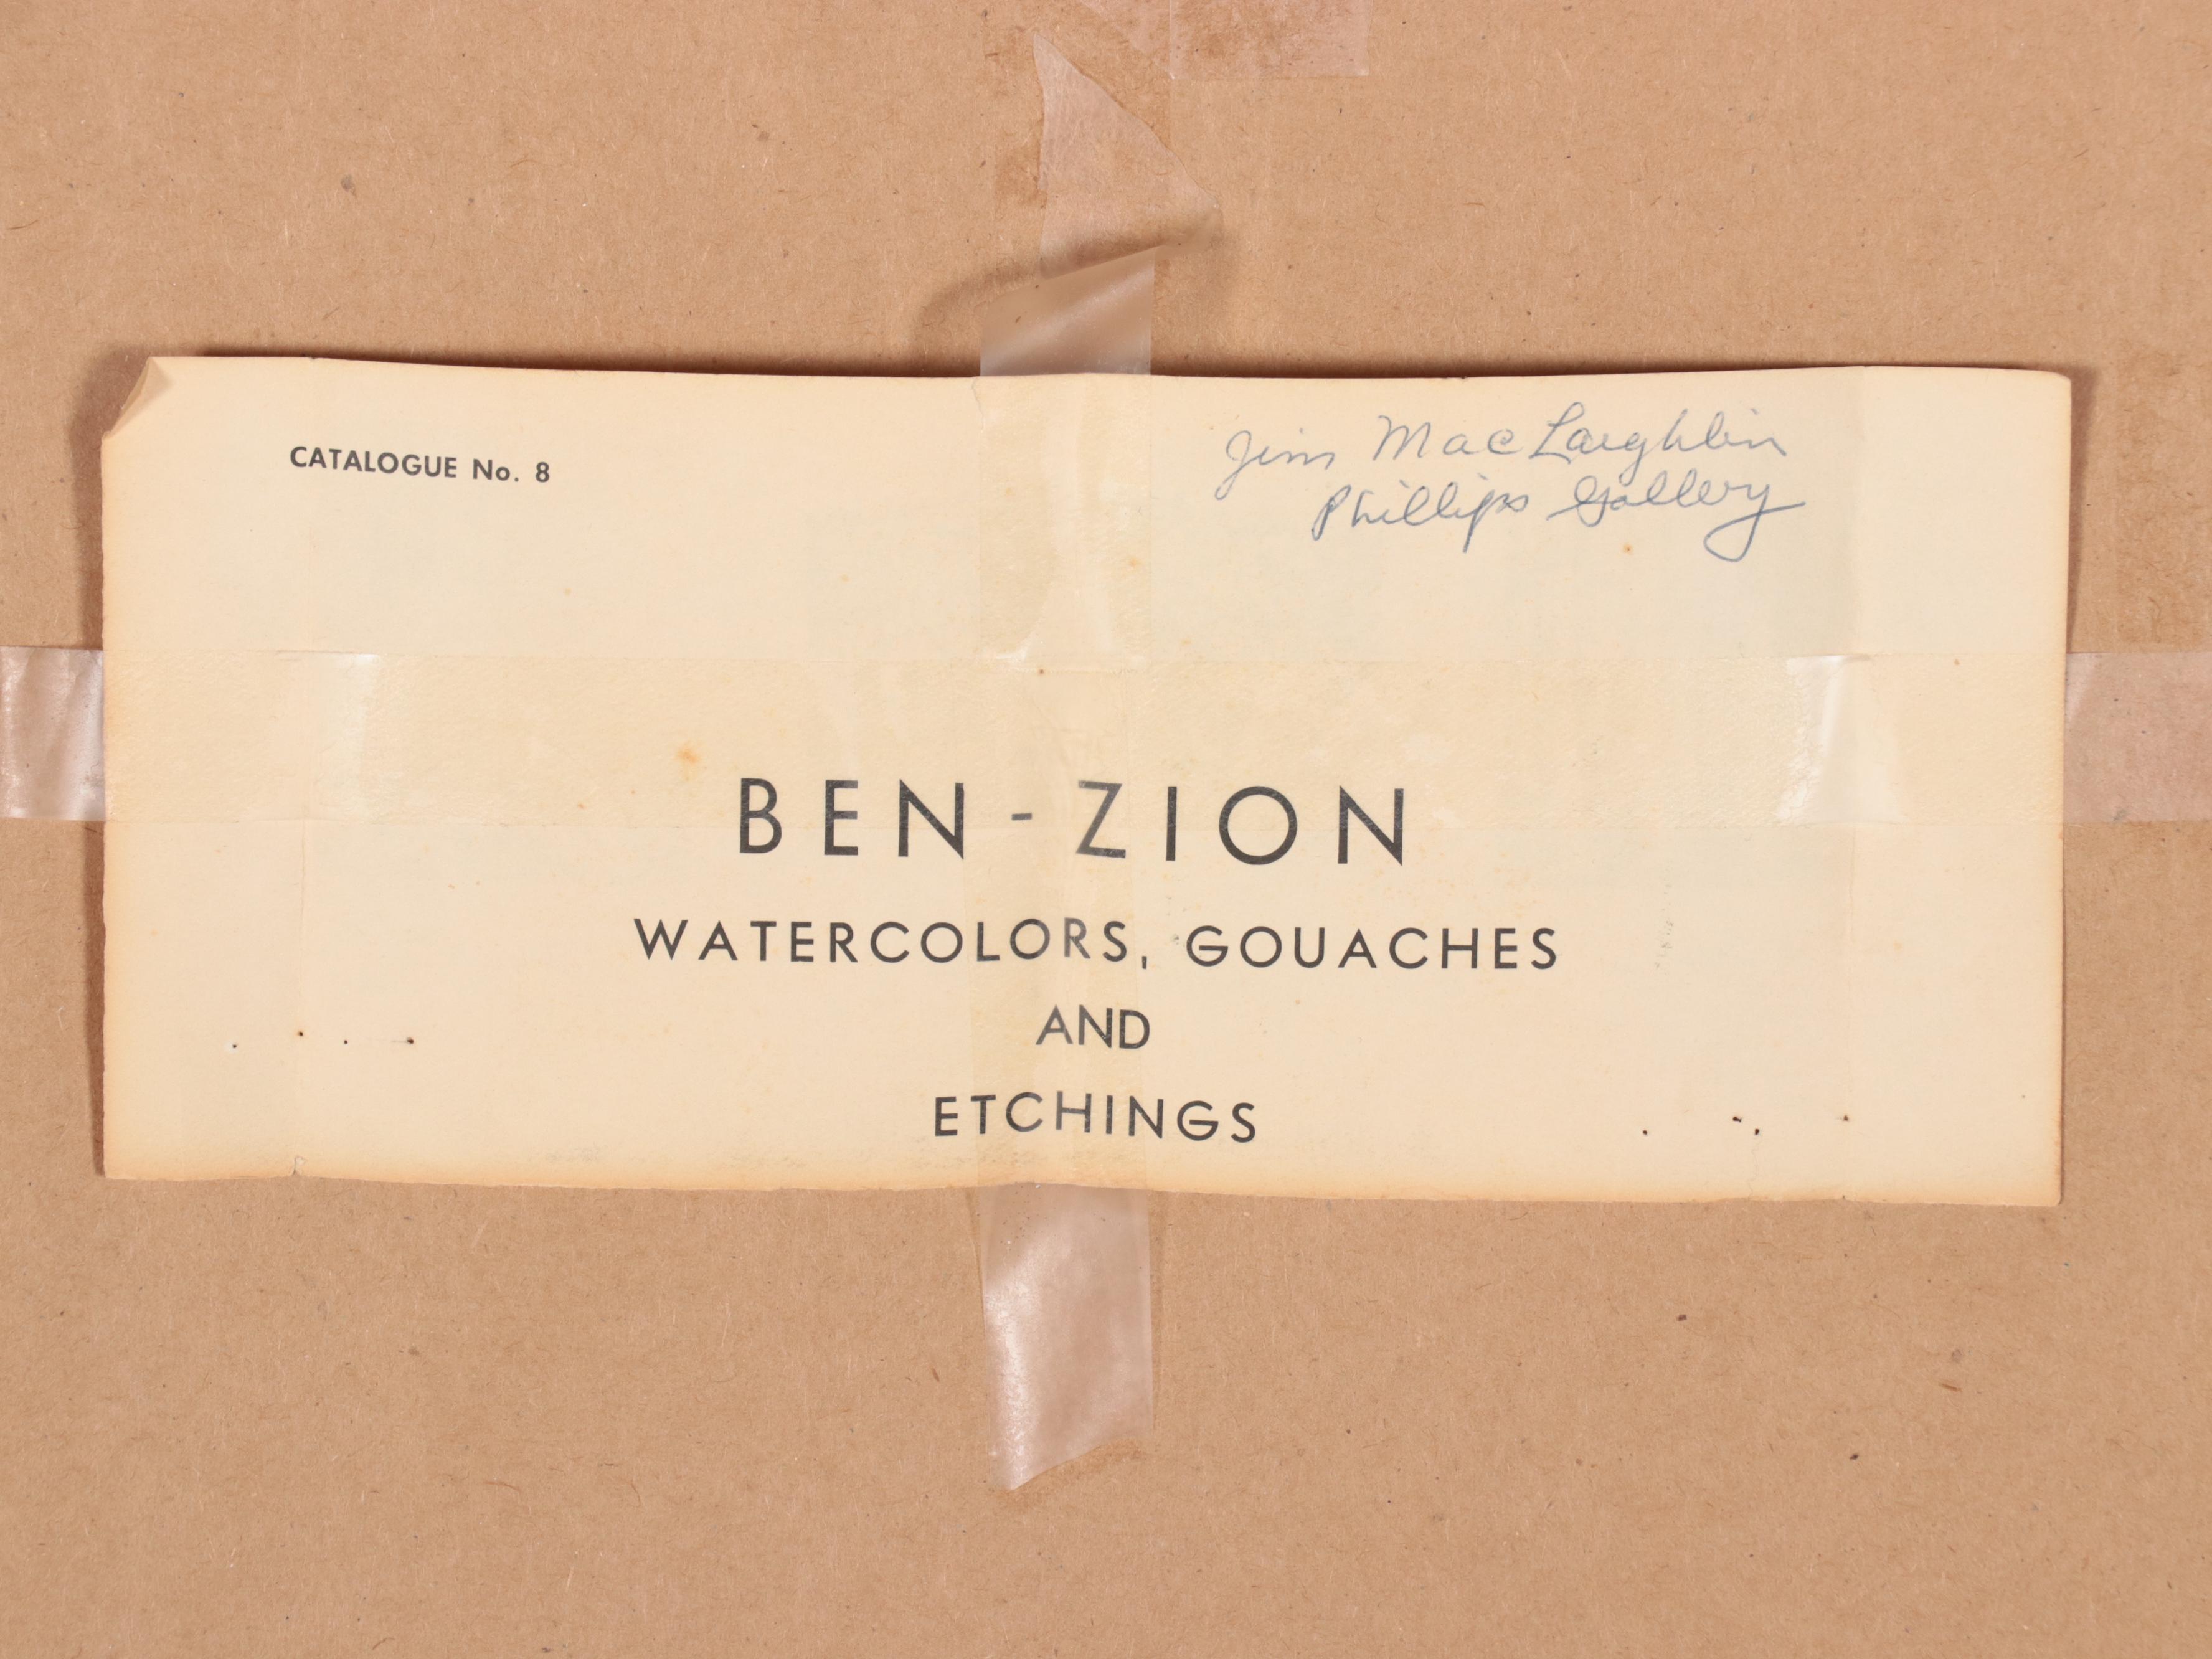 CATALOGUE No. 8
Jim MacLaughlin
Phillips Gallery
BEN-ZION
WATERCOLORS, GOUACHES
AND
ETCHINGS